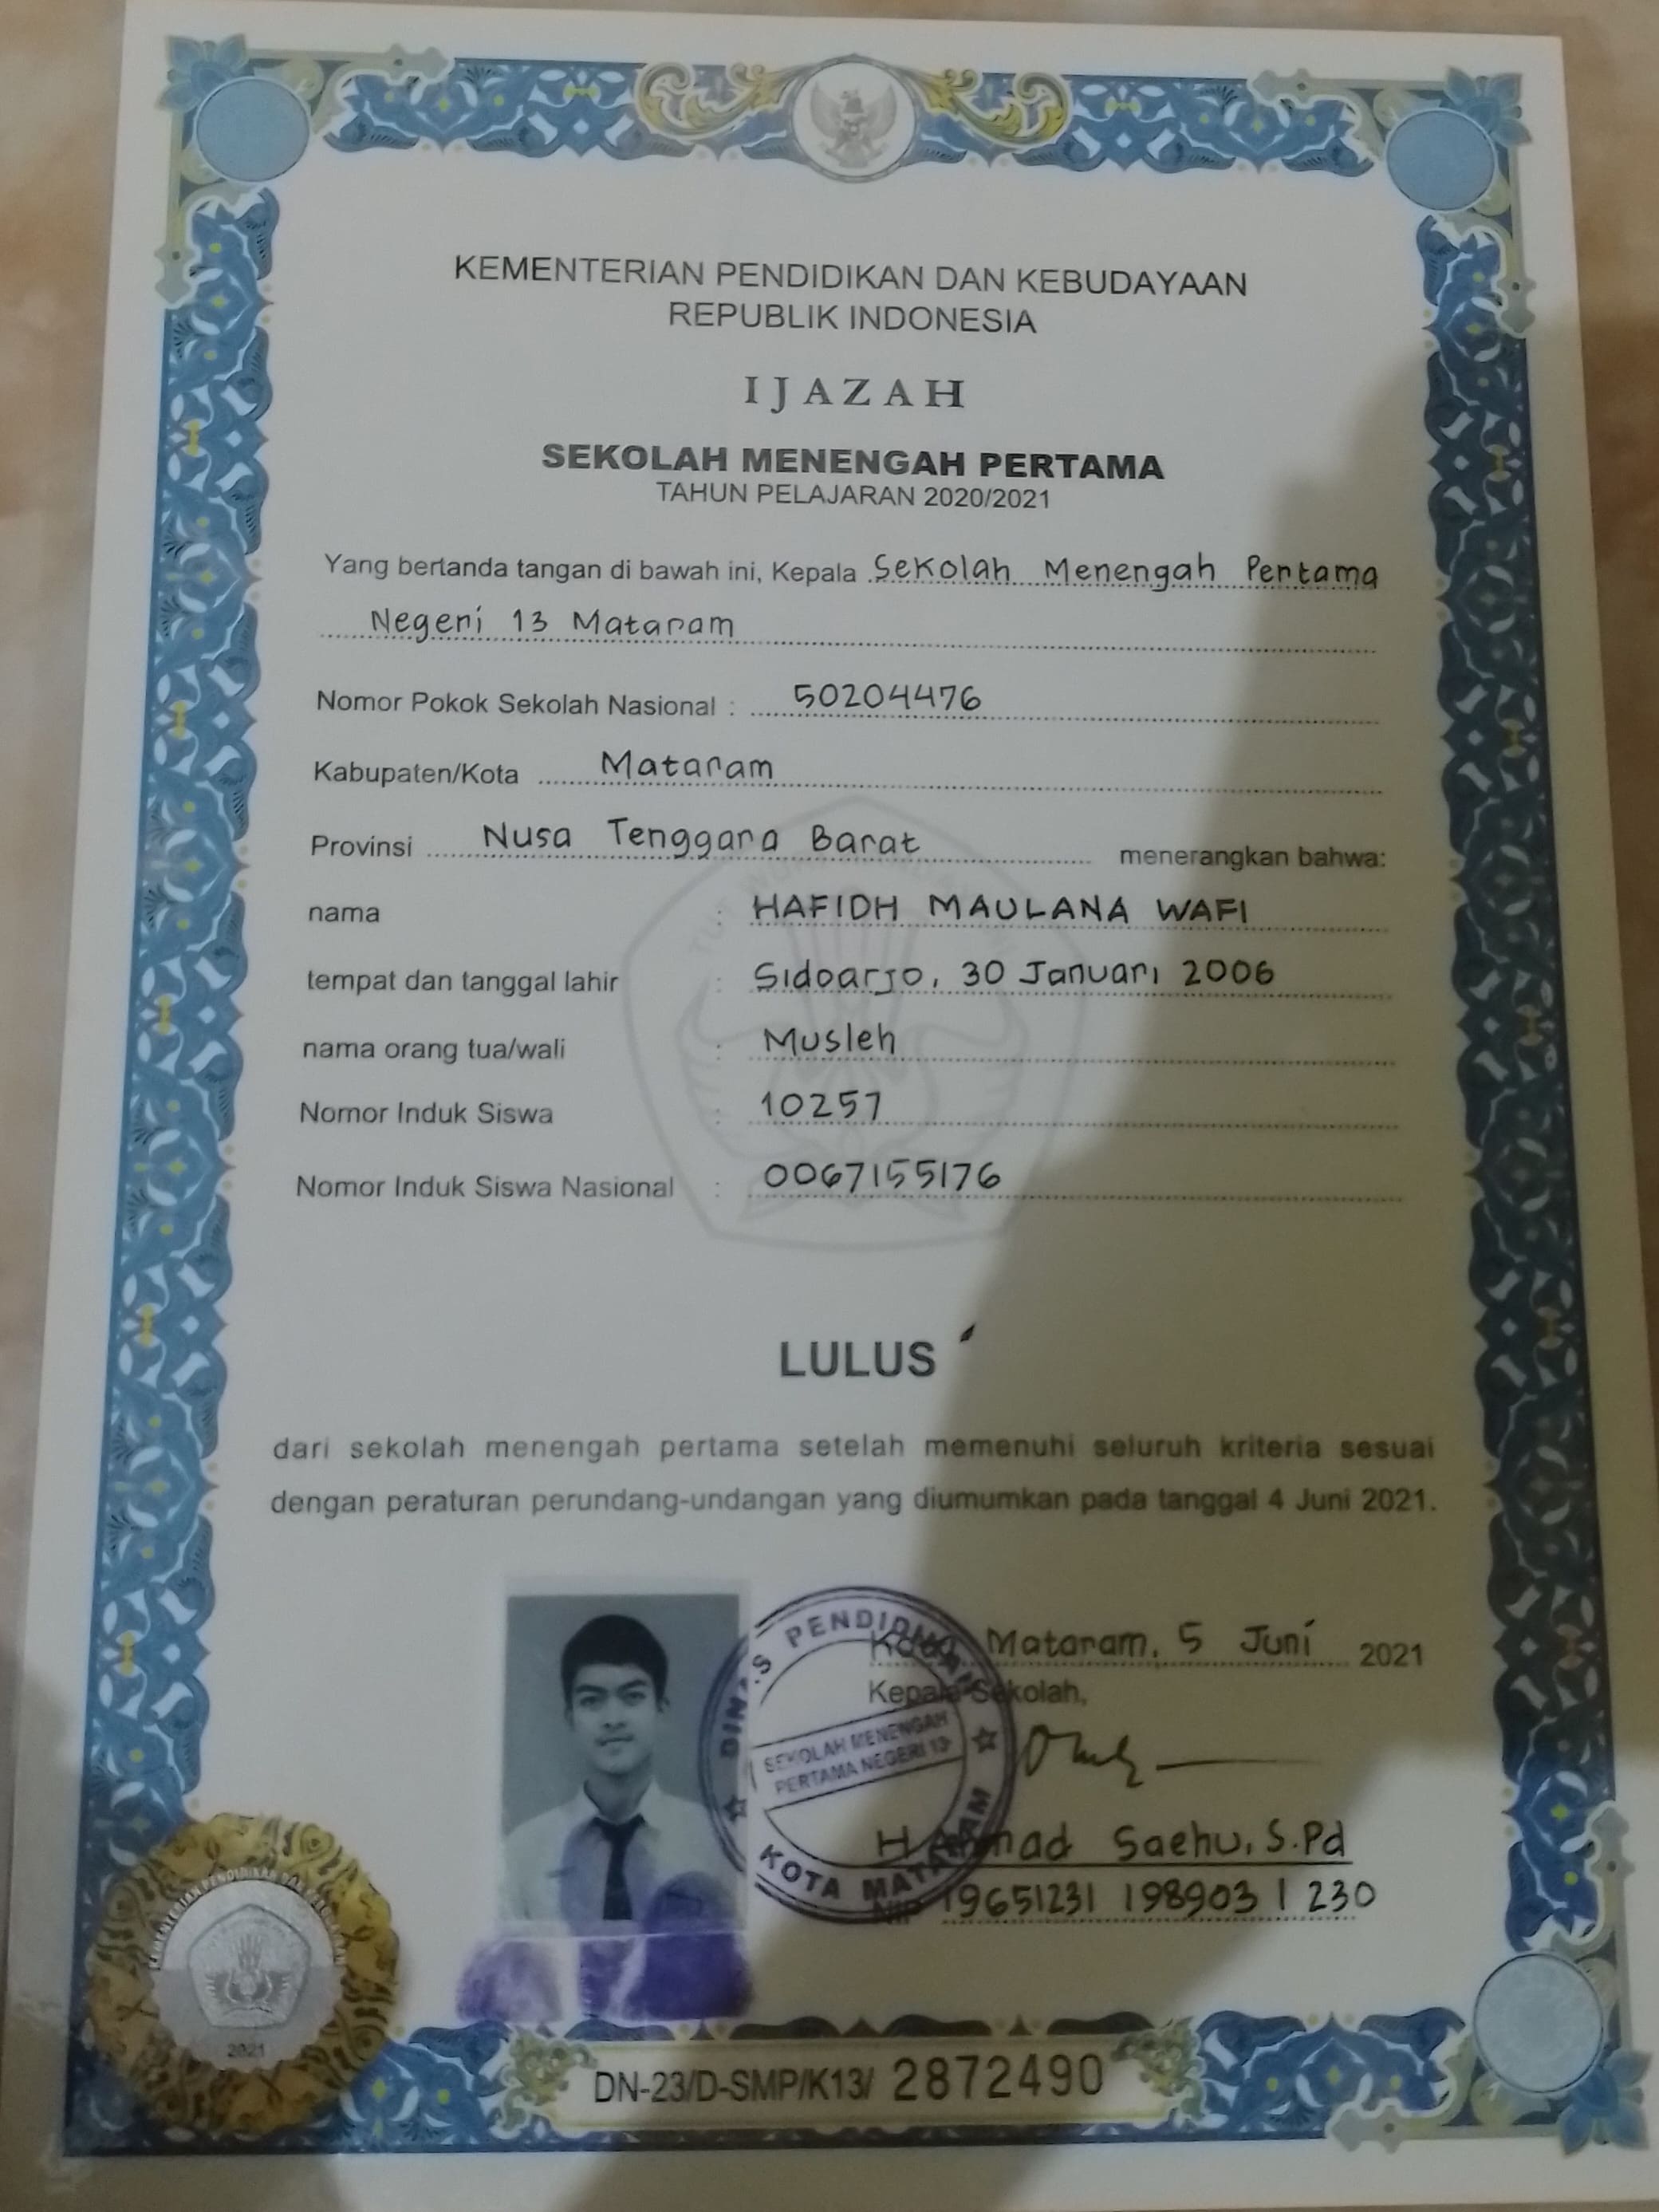 KEMENTERIAN PENDIDIKAN DAN KEBUDAYAAN
REPUBLIK INDONESIA
IJAZAH
SEKOLAH MENENGAH PERTAMA
TAHUN PELAJARAN 2020/2021
Yang bertanda tangan di bawah ini, Kepala Sekolah Menengah Pertama
Negeri 13 Mataram
Nomor Pokok Sekolah Nasional : 50204476
Kabupaten/Kota Mataram
Provinsi Nusa Tenggara Barat menerangkan bahwa:
nama : HAFIDH MAULANA WAFI
tempat dan tanggal lahir : Sidoarjo, 30 Januari 2006
nama orang tua/wali : Musleh
Nomor Induk Siswa : 10257
Nomor Induk Siswa Nasional : 0067155176
LULUS
dari sekolah menengah pertama setelah memenuhi seluruh kriteria sesuai
dengan peraturan perundang-undangan yang diumumkan pada tanggal 4 Juni 2021.
Mataram, 5 Juni 2021
Kepala Sekolah,
DINAS PENDIDIKAN
SEKOLAH MENENGAH
PERTAMA NEGERI 13
KOTA MATARAM
Saehu, S.Pd
NIP 19651231 198903 1 230
2021
DN-23/D-SMP/K13/ 2872490